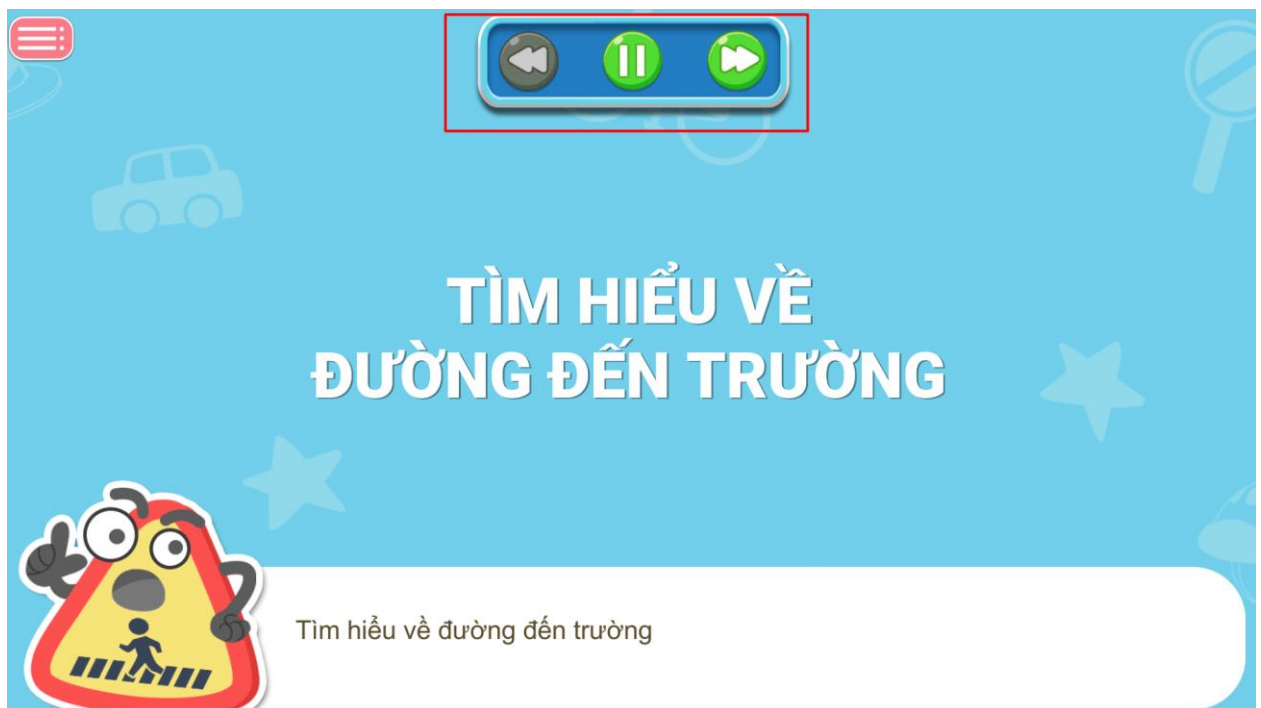 TÌM HIỂU VỀ
ĐƯỜNG ĐẾN TRƯỜNG
Tìm hiểu về đường đến trường